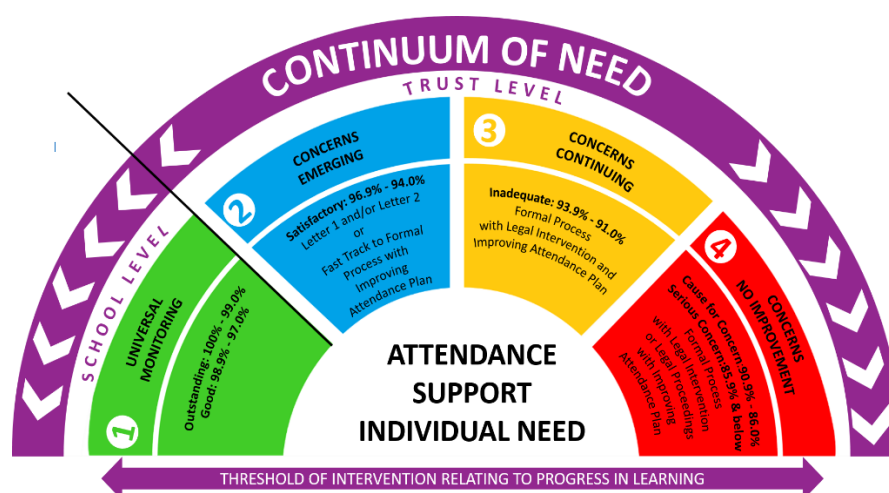 CONTINUUM OF NEED
TRUST LEVEL
SCHOOL LEVEL
1
UNIVERSAL
MONITORING
Outstanding: 100% - 99.0%
Good: 98.9% - 97.0%
2
CONCERNS
EMERGING
Satisfactory: 96.9% - 94.0%
Letter 1 and/or Letter 2
or
Fast Track to Formal
Process with
Improving
Attendance Plan
3
CONCERNS
CONTINUING
Inadequate: 93.9% - 91.0%
Formal Process
with Legal Intervention and
Improving Attendance Plan
4
CONCERNS
NO IMPROVEMENT
Cause for Concern:90.9% - 86.0%
Serious Concern:85.9% & below
Formal Process
with Legal Intervention
or Legal Proceedings
with Improving
Attendance Plan
ATTENDANCE
SUPPORT
INDIVIDUAL NEED
THRESHOLD OF INTERVENTION RELATING TO PROGRESS IN LEARNING